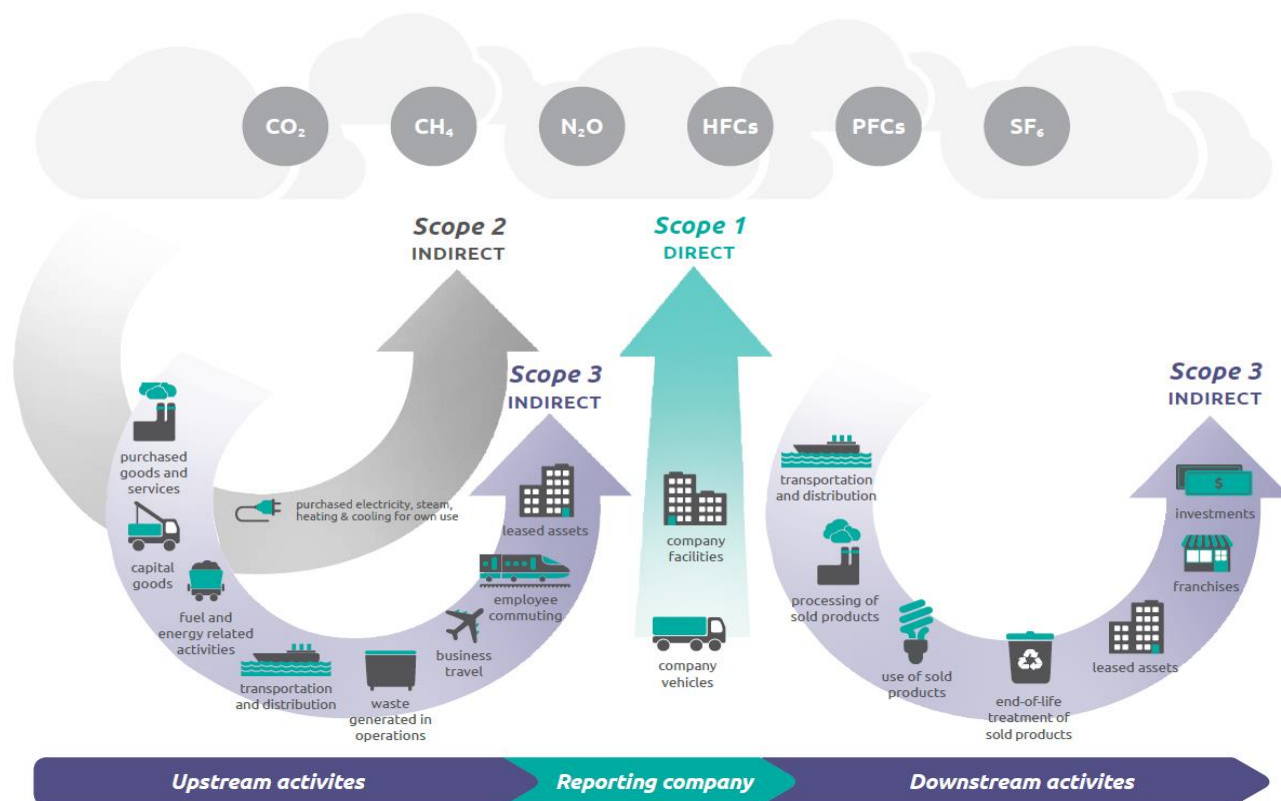 CO₂
CH₄
N₂O
HFCs
PFCs
SF₆
Scope 2
INDIRECT
Scope 1
DIRECT
Scope 3
INDIRECT
Scope 3
INDIRECT
purchased
goods and
services
capital
goods
fuel and
energy related
activities
purchased electricity, steam,
heating & cooling for own use
transportation
and distribution
waste
generated in
operations
business
travel
employee
commuting
leased assets
company
facilities
company
vehicles
transportation
and distribution
processing of
sold products
use of sold
products
end-of-life
treatment of
sold products
leased assets
franchises
$
investments
Upstream activites
Reporting company
Downstream activites